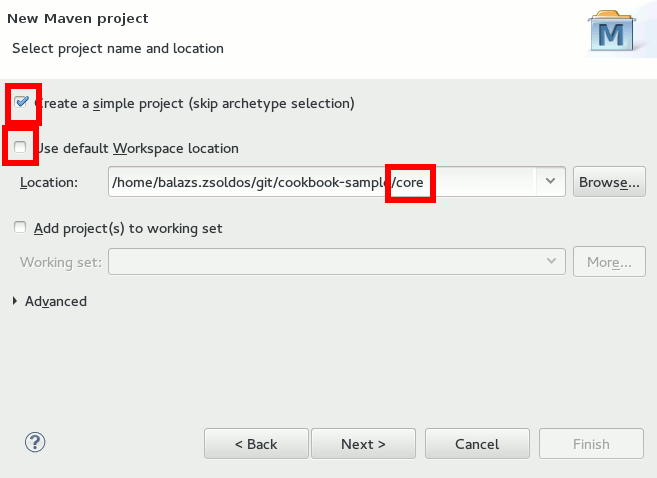 New Maven project
Select project name and location
M
Create a simple project (skip archetype selection)
Use default Workspace location
Location: /home/balazs.zsoldos/git/cookbook-sample/core Browse...
Add project(s) to working set
Working set: More...
Advanced
? < Back Next > Cancel Finish